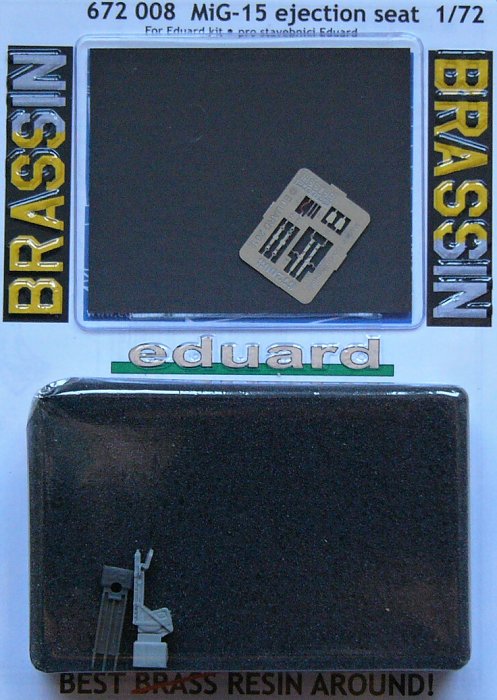 672 008 MiG-15 ejection seat 1/72
For Eduard kit • pro stavebnici Eduard
BRASSIN
BRASSIN
eduard
BEST BRASS RESIN AROUND!